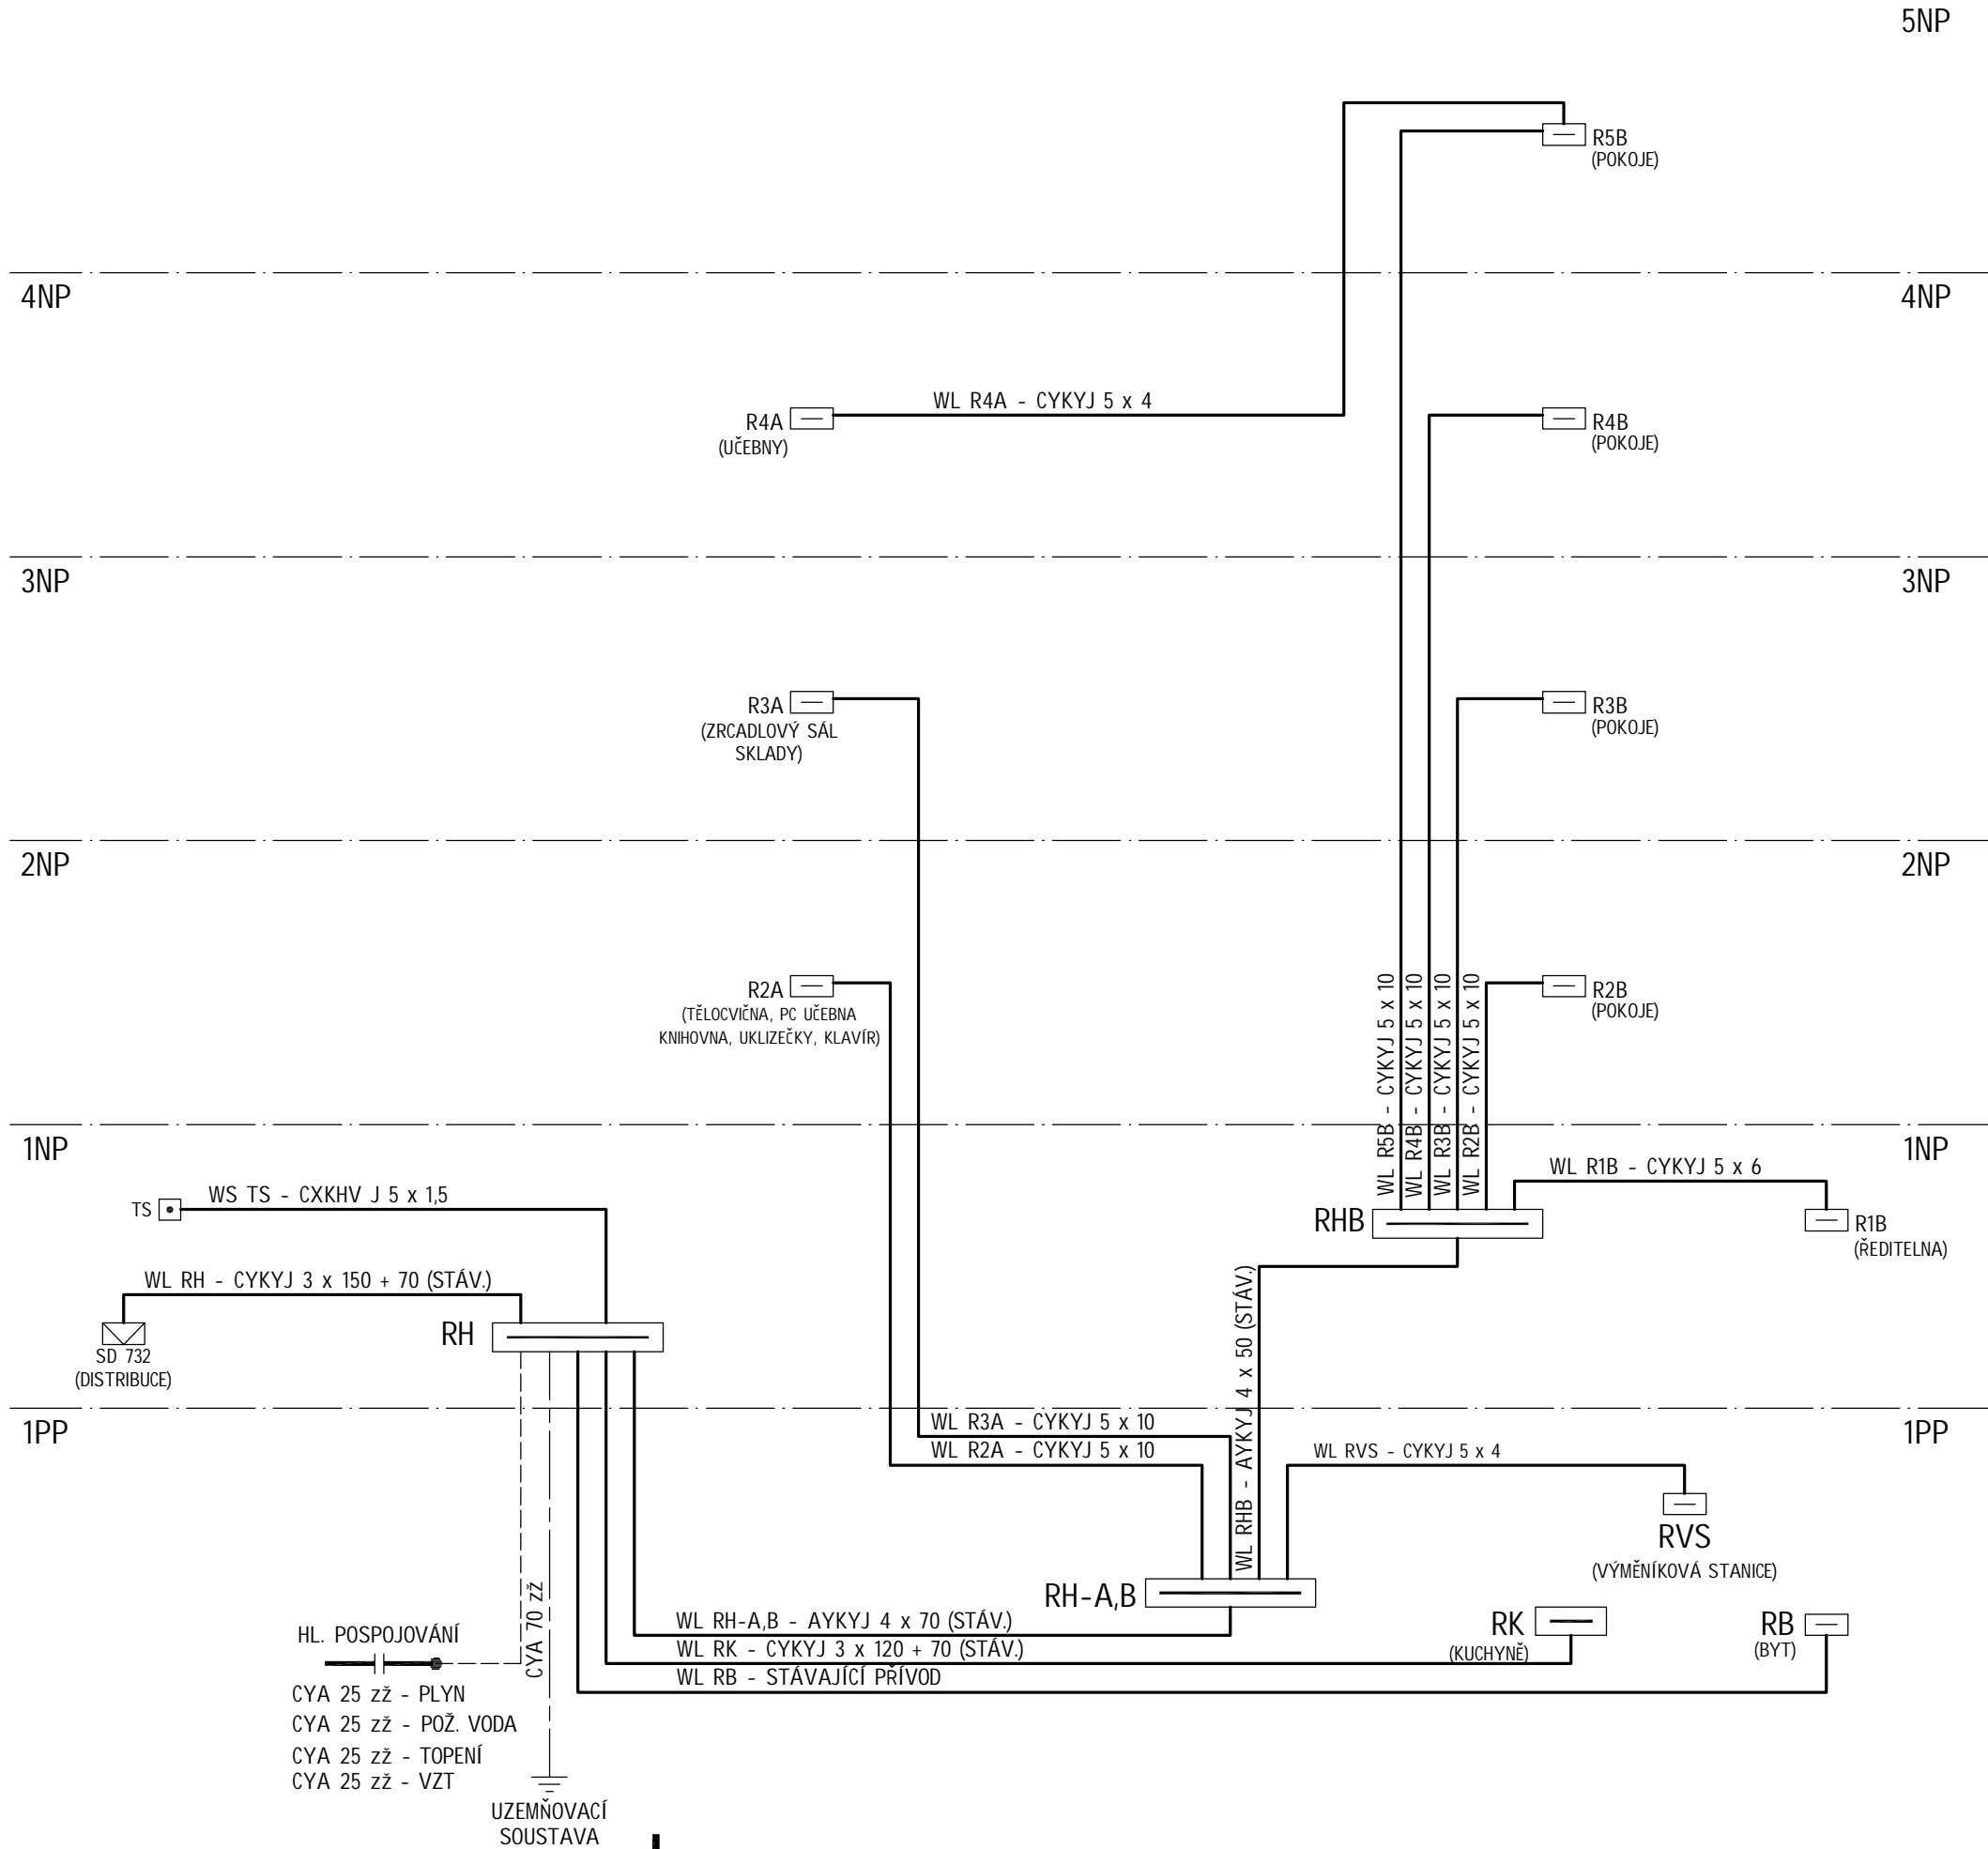 5NP
R5B
(POKOJE)
4NP
4NP
WL R4A - CYKYJ 5 x 4
R4A
(UČEBNY)
R4B
(POKOJE)
3NP
3NP
R3A
(ZRCADLOVÝ SÁL
SKLADY)
R3B
(POKOJE)
2NP
2NP
R2A
(TĚLOCVIČNA, PC UČEBNA
KNIHOVNA, UKLIZEČKY, KLAVÍR)
WL R5B - CYKYJ 5 x 10
WL R4B - CYKYJ 5 x 10
WL R3B - CYKYJ 5 x 10
WL R2B - CYKYJ 5 x 10
R2B
(POKOJE)
1NP
1NP
WS TS - CXKHV J 5 x 1,5
TS
WL R1B - CYKYJ 5 x 6
RHB
R1B
(ŘEDITELNA)
WL RH - CYKYJ 3 x 150 + 70 (STÁV.)
RH
SD 732
(DISTRIBUCE)
WL RHB - AYKYJ 4 x 50 (STÁV.)
1PP
1PP
WL R3A - CYKYJ 5 x 10
WL R2A - CYKYJ 5 x 10
WL RVS - CYKYJ 5 x 4
RVS
(VÝMĚNÍKOVÁ STANICE)
RH-A,B
CYA 70 zž
WL RH-A,B - AYKYJ 4 x 70 (STÁV.)
WL RK - CYKYJ 3 x 120 + 70 (STÁV.)
WL RB - STÁVAJÍCÍ PŘÍVOD
RK
(KUCHYNĚ)
RB
(BYT)
HL. POSPOJOVÁNÍ
CYA 25 zž - PLYN
CYA 25 zž - POŽ. VODA
CYA 25 zž - TOPENÍ
CYA 25 zž - VZT
UZEMŇOVACÍ
SOUSTAVA